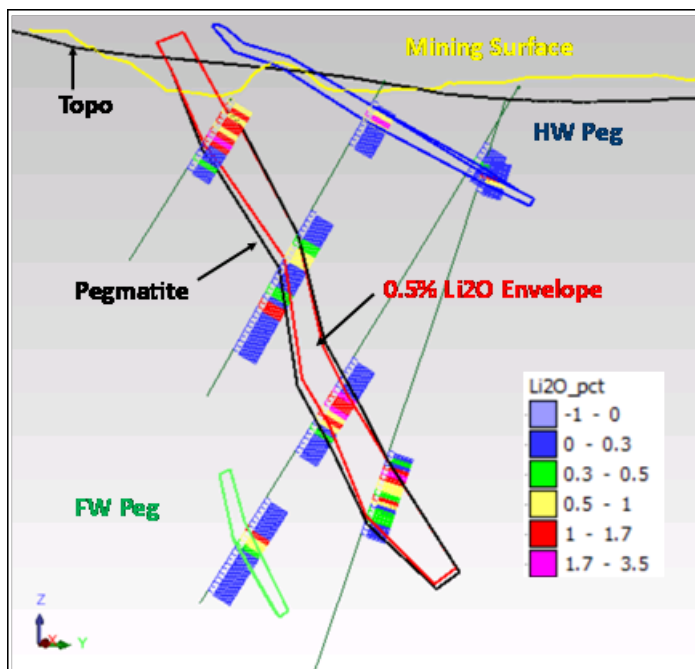 Mining Surface
Topo
HW Peg
Pegmatite
0.5% Li2O Envelope
Li2O_pct
-1 - 0
0 - 0.3
0.3 - 0.5
0.5 - 1
1 - 1.7
1.7 - 3.5
FW Peg
Z
X
Y